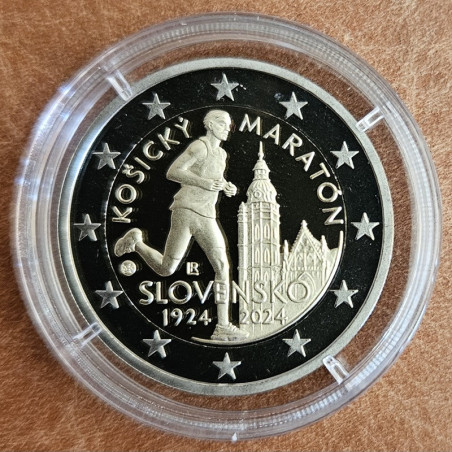 KOŠICKÝ MARATÓN
R
SLOVENSKO
1924 2024